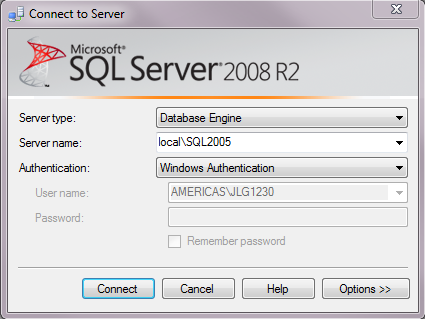 Connect to Server
Microsoft®
SQL Server® 2008 R2
Server type: Database Engine
Server name: local\SQL2005
Authentication: Windows Authentication
User name: AMERICAS\JLG1230
Password:
Remember password
Connect Cancel Help Options >>